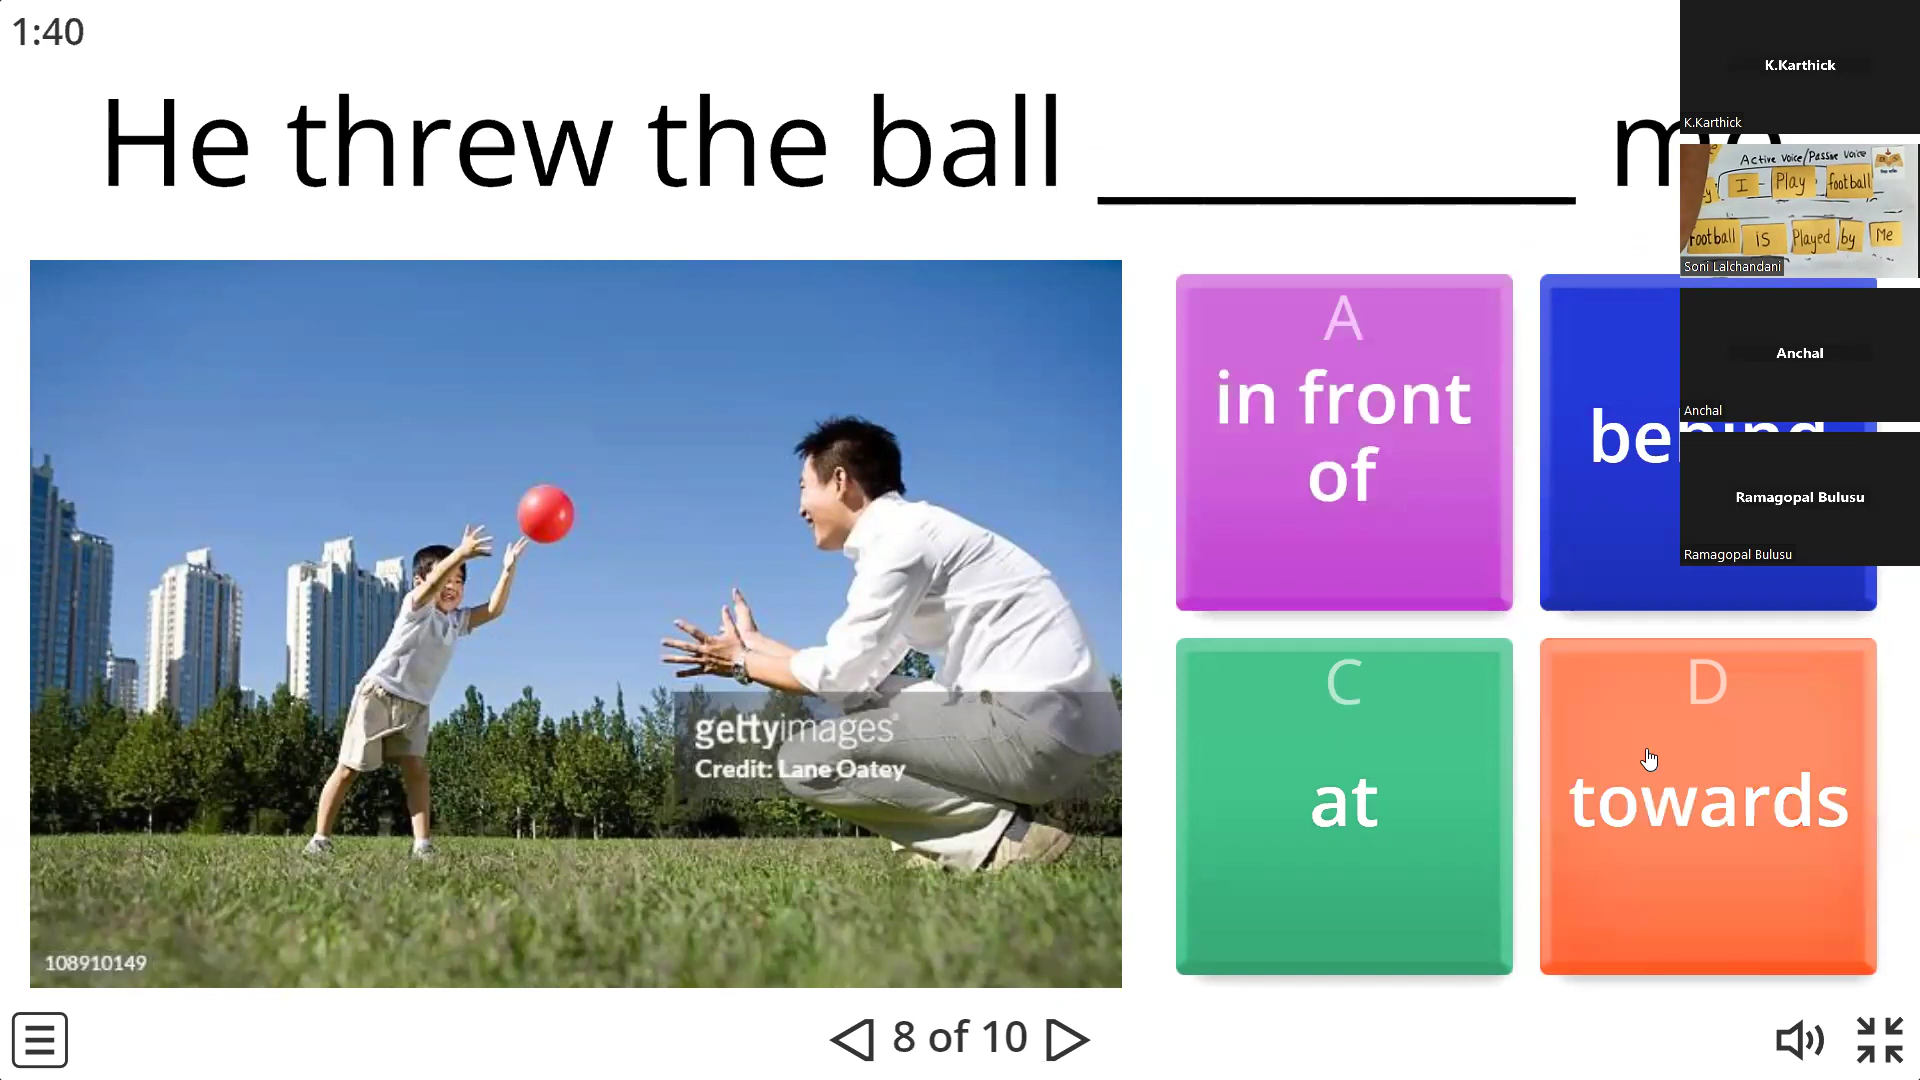 1:40
He threw the ball ________ me
K.Karthick
K.Karthick
Active Voice/Passive Voice
I Play football
football is Played by Me
Soni Lalchandani
Anchal
Anchal
Ramagopal Bulusu
Ramagopal Bulusu
A
in front
of
behind
C
at
D
towards
gettyimages®
Credit: Lane Oatey
108910149
8 of 10